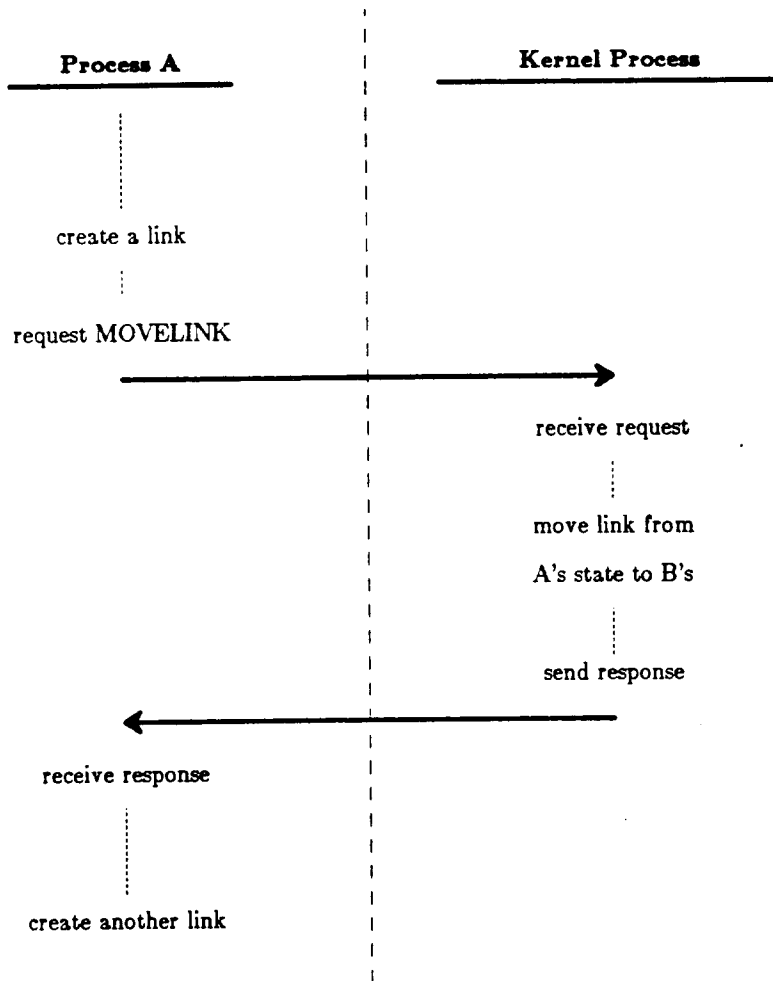 Process A
Kernel Process
create a link
request MOVELINK
receive request
move link from
A's state to B's
send response
receive response
create another link